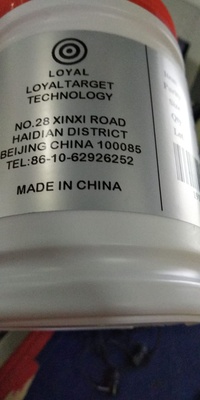 LOYAL
LOYALTARGET
TECHNOLOGY
NO.28 XINXI ROAD
HAIDIAN DISTRICT
BEIJING CHINA 100085
TEL:86-10-62926252
MADE IN CHINA